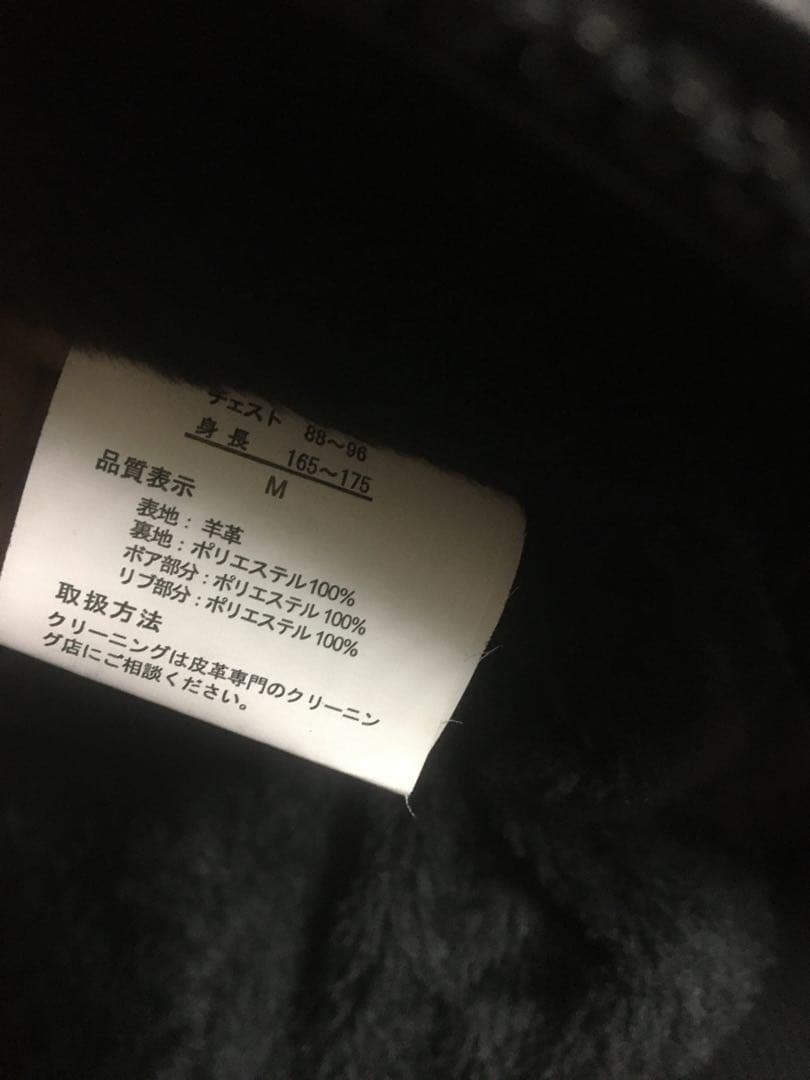 チェスト 88～96
身長 165～175
M
品質表示
表地：羊革
裏地：ポリエステル100%
ボア部分：ポリエステル100%
リブ部分：ポリエステル100%
取扱方法
クリーニングは皮革専門のクリーニン
グ店にご相談ください。